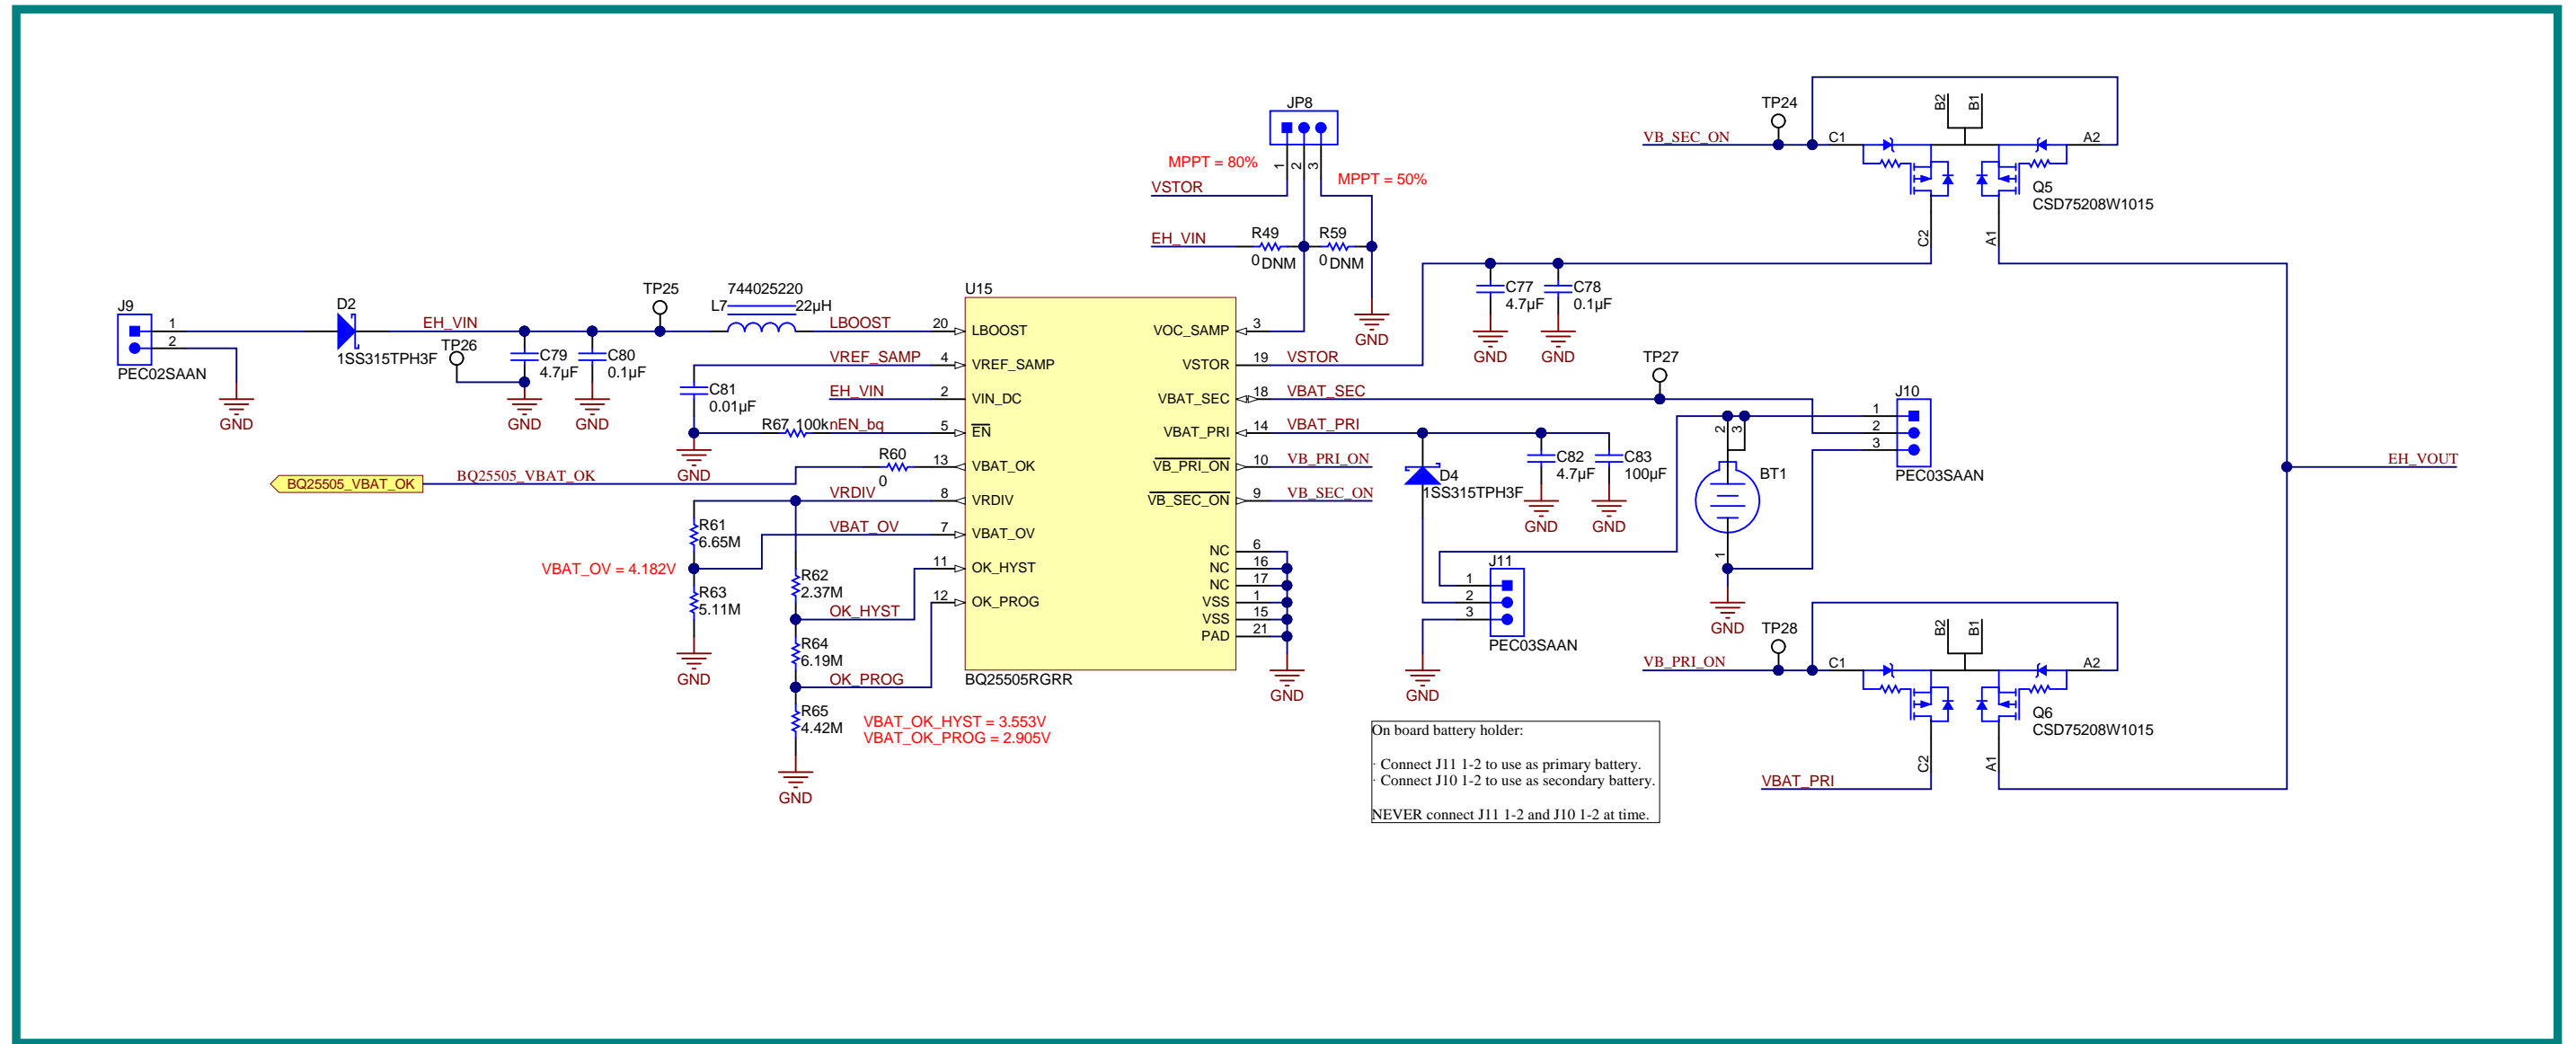 JP8
1
2
3
MPPT = 80%
MPPT = 50%
VSTOR
EH_VIN
R49
0 DNM
R59
0 DNM
GND
TP24
VB_SEC_ON
C1
B2
B1
A2
Q5
CSD75208W1015
C2
A1
J9
1
2
PEC02SAAN
GND
D2
1SS315TPH3F
EH_VIN
TP26
C79
4.7µF
GND
C80
0.1µF
GND
TP25
744025220
L7
22µH
LBOOST
VREF_SAMP
C81
0.01µF
EH_VIN
R67
100k
nEN_bq
GND
R60
0
BQ25505_VBAT_OK
BQ25505_VBAT_OK
VRDIV
R61
6.65M
VBAT_OV
VBAT_OV = 4.182V
R63
5.11M
GND
R62
2.37M
OK_HYST
R64
6.19M
OK_PROG
R65
4.42M
GND
VBAT_OK_HYST = 3.553V
VBAT_OK_PROG = 2.905V
U15
20 LBOOST
4 VREF_SAMP
2 VIN_DC
5 EN
13 VBAT_OK
8 VRDIV
7 VBAT_OV
11 OK_HYST
12 OK_PROG
VOC_SAMP 3
VSTOR 19
VBAT_SEC 18
VBAT_PRI 14
VB_PRI_ON 10
VB_SEC_ON 9
NC 6
NC 16
NC 17
VSS 1
VSS 15
PAD 21
BQ25505RGRR
GND
VSTOR
VBAT_SEC
VBAT_PRI
VB_PRI_ON
VB_SEC_ON
C77
4.7µF
GND
C78
0.1µF
GND
TP27
D4
1SS315TPH3F
C82
4.7µF
GND
C83
100µF
GND
J10
1
2
3
PEC03SAAN
2
3
BT1
1
GND
J11
1
2
3
PEC03SAAN
GND
EH_VOUT
TP28
VB_PRI_ON
C1
B2
B1
A2
Q6
CSD75208W1015
C2
A1
VBAT_PRI
On board battery holder:
· Connect J11 1-2 to use as primary battery.
· Connect J10 1-2 to use as secondary battery.
NEVER connect J11 1-2 and J10 1-2 at time.